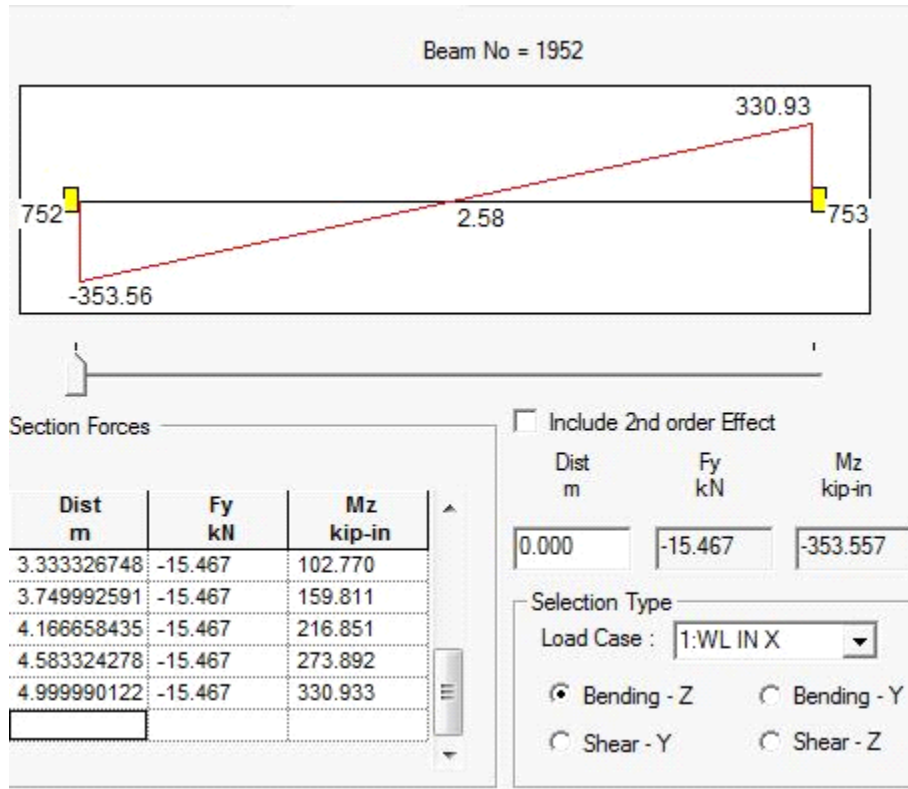 Beam No = 1952
330.93
752
2.58
753
-353.56
Section Forces
Dist m Fy kN Mz kip-in
3.333326748 -15.467 102.770
3.749992591 -15.467 159.811
4.166658435 -15.467 216.851
4.583324278 -15.467 273.892
4.999990122 -15.467 330.933
Include 2nd order Effect
Dist Fy Mz
m kN kip-in
0.000 -15.467 -353.557
Selection Type
Load Case : 1:WL IN X
Bending - Z Bending - Y
Shear - Y Shear - Z